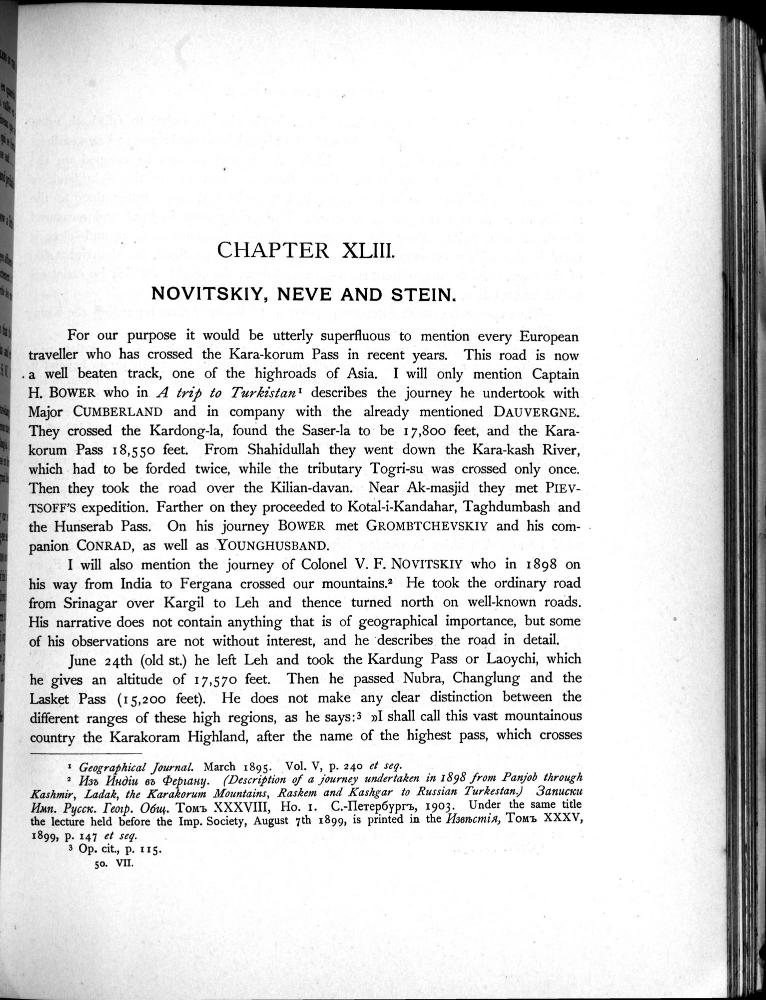 CHAPTER XLIII.
NOVITSKIY, NEVE AND STEIN.
For our purpose it would be utterly superfluous to mention every European
traveller who has crossed the Kara-korum Pass in recent years. This road is now
a well beaten track, one of the highroads of Asia. I will only mention Captain
H. BOWER who in A trip to Turkistan¹ describes the journey he undertook with
Major CUMBERLAND and in company with the already mentioned DAUVERGNE.
They crossed the Kardong-la, found the Saser-la to be 17,800 feet, and the Kara-
korum Pass 18,550 feet. From Shahidullah they went down the Kara-kash River,
which had to be forded twice, while the tributary Togri-su was crossed only once.
Then they took the road over the Kilian-davan. Near Ak-masjid they met PIEV-
TSOFF'S expedition. Farther on they proceeded to Kotal-i-Kandahar, Taghdumbash and
the Hunserab Pass. On his journey BOWER met GROMBTCHEVSKIY and his com-
panion CONRAD, as well as YOUNGHUSBAND.
I will also mention the journey of Colonel V. F. NOVITSKIY who in 1898 on
his way from India to Fergana crossed our mountains.² He took the ordinary road
from Srinagar over Kargil to Leh and thence turned north on well-known roads.
His narrative does not contain anything that is of geographical importance, but some
of his observations are not without interest, and he describes the road in detail.
June 24th (old st.) he left Leh and took the Kardung Pass or Laoychi, which
he gives an altitude of 17,570 feet. Then he passed Nubra, Changlung and the
Lasket Pass (15,200 feet). He does not make any clear distinction between the
different ranges of these high regions, as he says:³ »I shall call this vast mountainous
country the Karakoram Highland, after the name of the highest pass, which crosses
¹ Geographical Journal. March 1895. Vol. V, p. 240 et seq.
² Изъ Индіи въ Фергану. (Description of a journey undertaken in 1898 from Panjob through
Kashmir, Ladak, the Karakorum Mountains, Raskem and Kashgar to Russian Turkestan.) Записки
Имп. Русск. Геогр. Общ. Томъ XXXVIII, Но. 1. С.-Петербургъ, 1903. Under the same title
the lecture held before the Imp. Society, August 7th 1899, is printed in the Извѣстія, Томъ XXXV,
1899, p. 147 et seq.
³ Op. cit., p. 115.
50. VII.